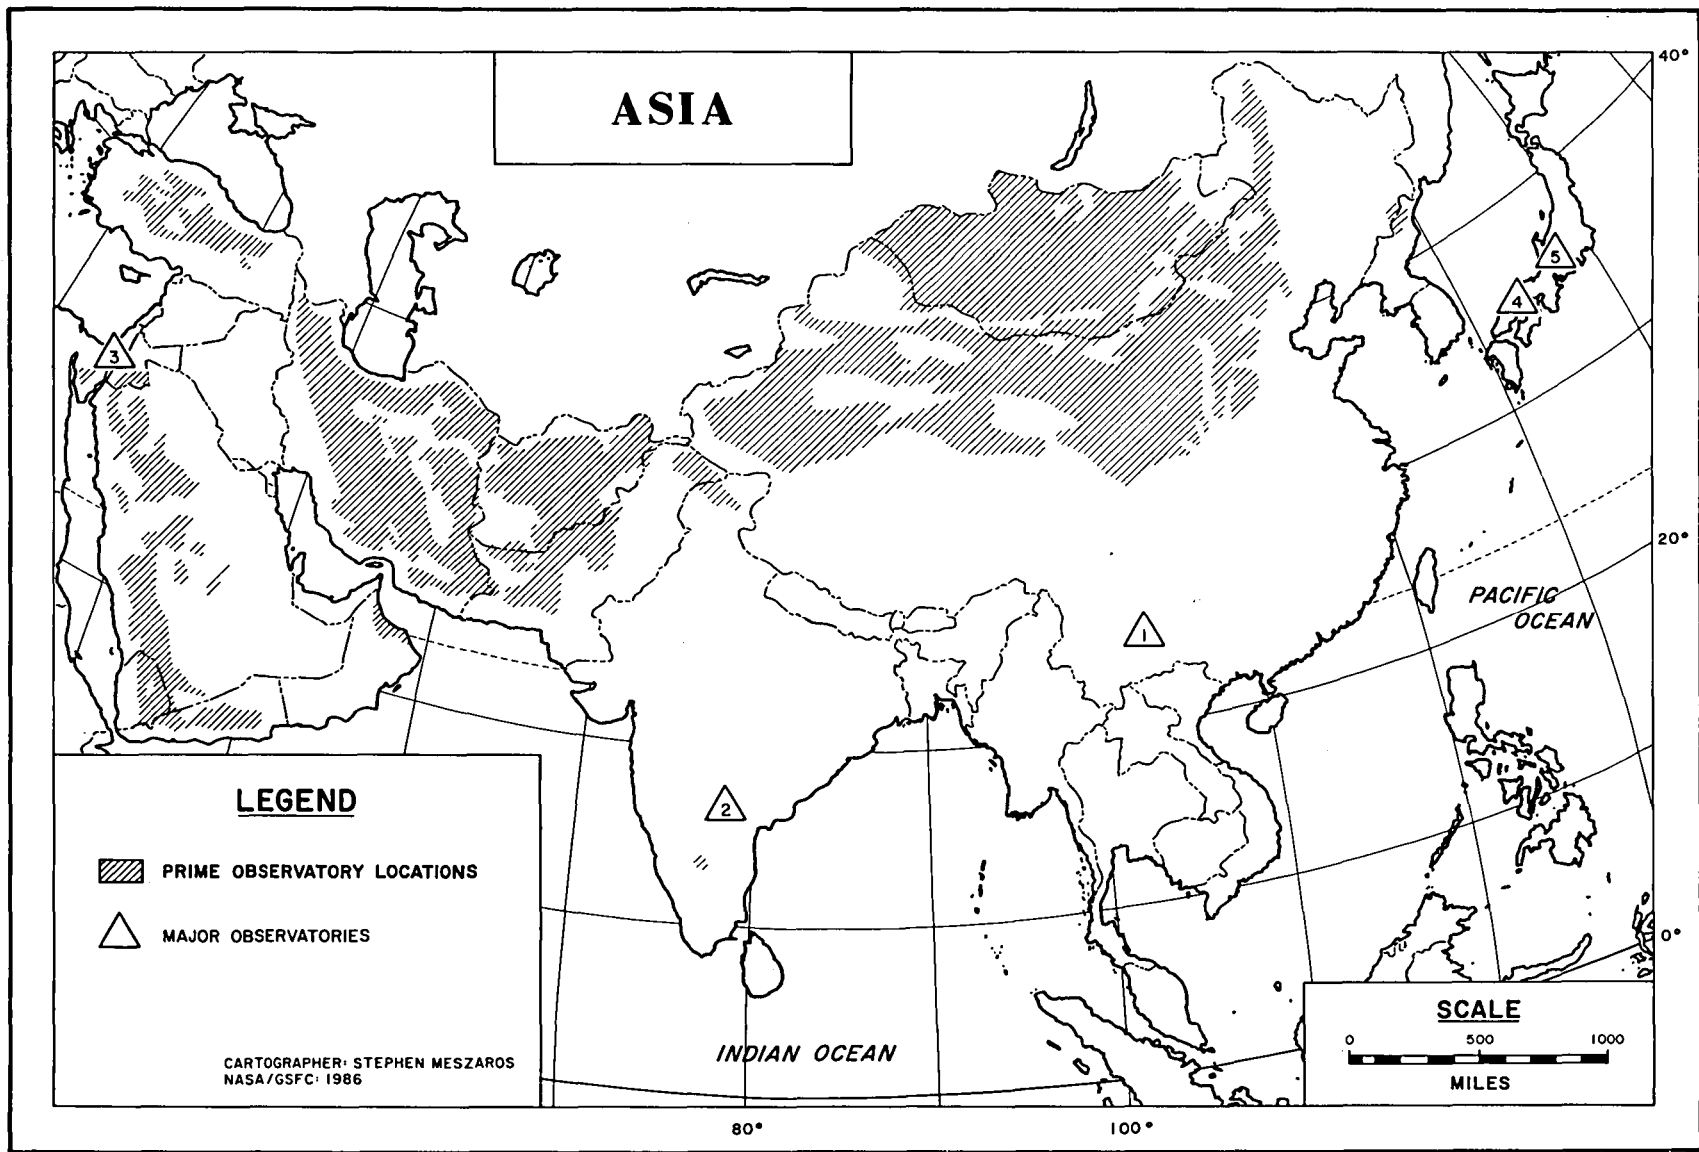 ASIA
40°
5
4
3
20°
PACIFIC
OCEAN
1
LEGEND
2
PRIME OBSERVATORY LOCATIONS
MAJOR OBSERVATORIES
0°
SCALE
0 500 1000
MILES
INDIAN OCEAN
CARTOGRAPHER: STEPHEN MESZAROS
NASA/GSFC: 1986
80° 100°